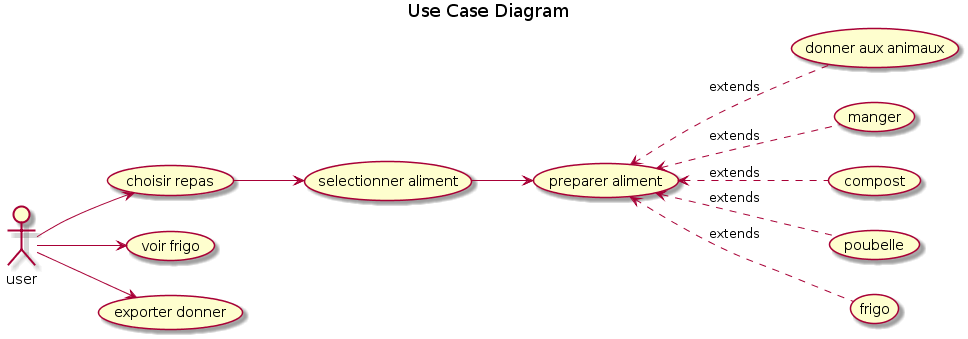 Use Case Diagram
donner aux animaux
extends
manger
extends
choisir repas
selectionner aliment
preparer aliment
extends
compost
extends
user
voir frigo
poubelle
extends
exporter donner
frigo